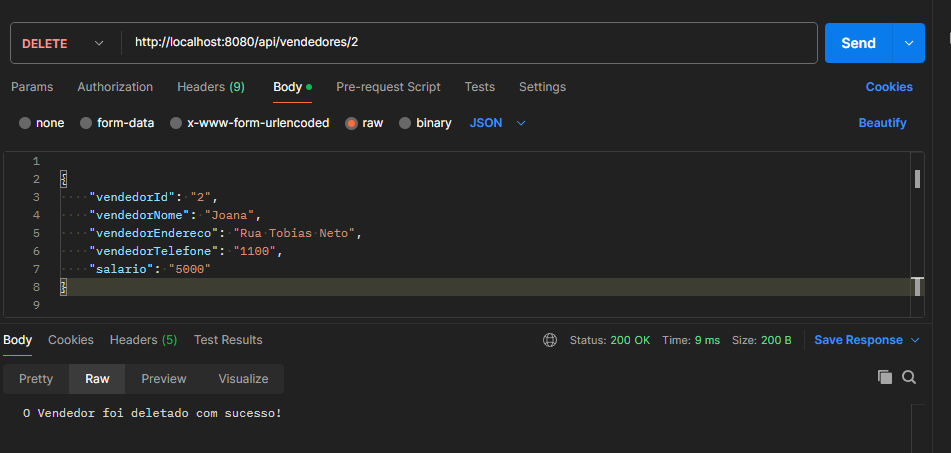 DELETE http://localhost:8080/api/vendedores/2 Send
Params Authorization Headers (9) Body Pre-request Script Tests Settings Cookies
none form-data x-www-form-urlencoded raw binary JSON Beautify
1
2 {
3 "vendedorId": "2",
4 "vendedorNome": "Joana",
5 "vendedorEndereco": "Rua Tobias Neto",
6 "vendedorTelefone": "1100",
7 "salario": "5000"
8 }
9
Body Cookies Headers (5) Test Results Status: 200 OK Time: 9 ms Size: 200 B Save Response
Pretty Raw Preview Visualize
O Vendedor foi deletado com sucesso!